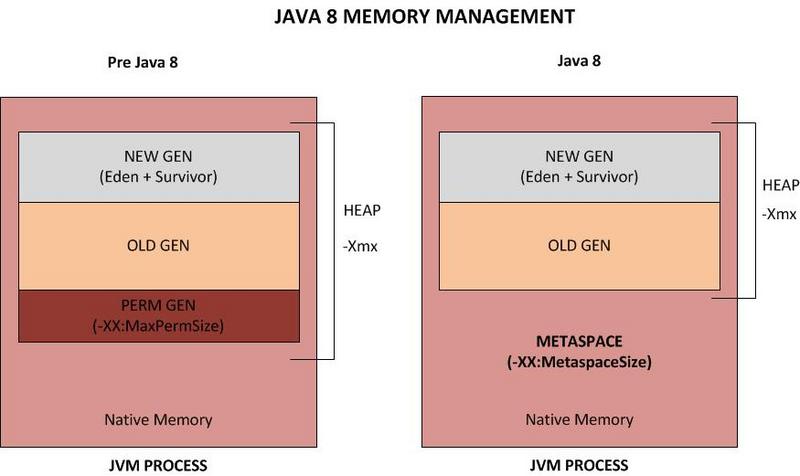 JAVA 8 MEMORY MANAGEMENT
Pre Java 8
NEW GEN
(Eden + Survivor)
OLD GEN
PERM GEN
(-XX:MaxPermSize)
HEAP
-Xmx
Native Memory
JVM PROCESS
Java 8
NEW GEN
(Eden + Survivor)
OLD GEN
HEAP
-Xmx
METASPACE
(-XX:MetaspaceSize)
Native Memory
JVM PROCESS